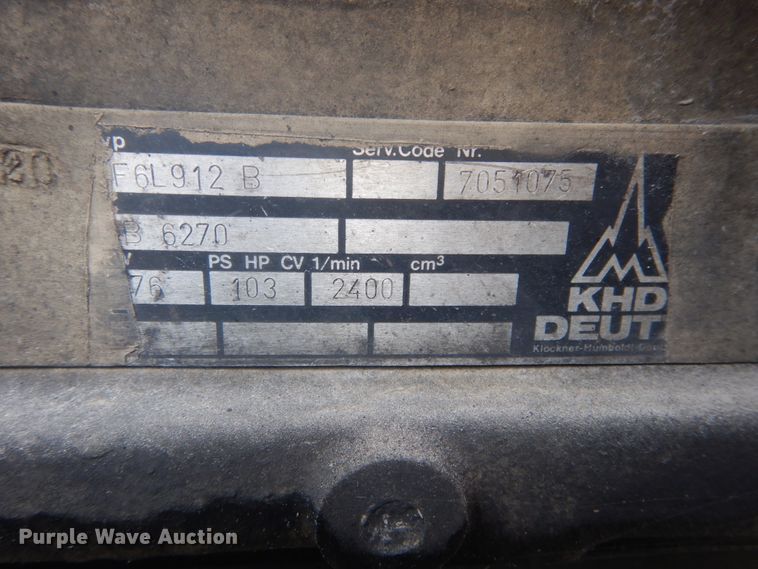 yp Serv.Code Nr.
F6L912 B 7051075
B 6270
PS HP CV 1/min cm³
76 103 2400
KHD
DEUT
Klöckner-Humboldt-Deu
20
Purple Wave Auction